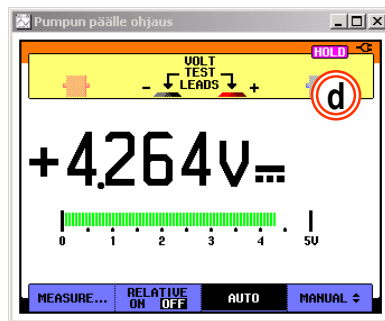 Pumpun päälle ohjaus
HOLD
VOLT
TEST
- LEADS +
d
+4.264V
0 1 2 3 4 5V
MEASURE...
RELATIVE
ON OFF
AUTO
MANUAL